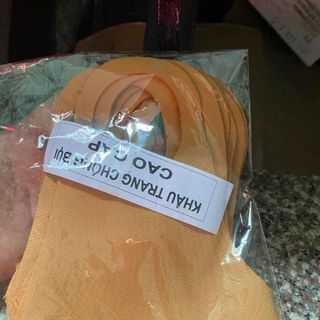 KHẨU TRANG CHỐNG BỤI
CAO CẤP